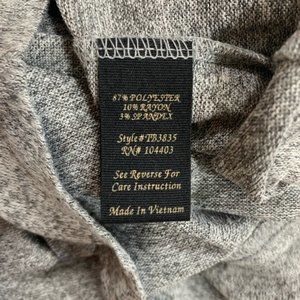 87% POLYESTER
10% RAYON
3% SPANDEX
Style#TB3835
RN# 104403
See Reverse For
Care Instruction
Made In Vietnam